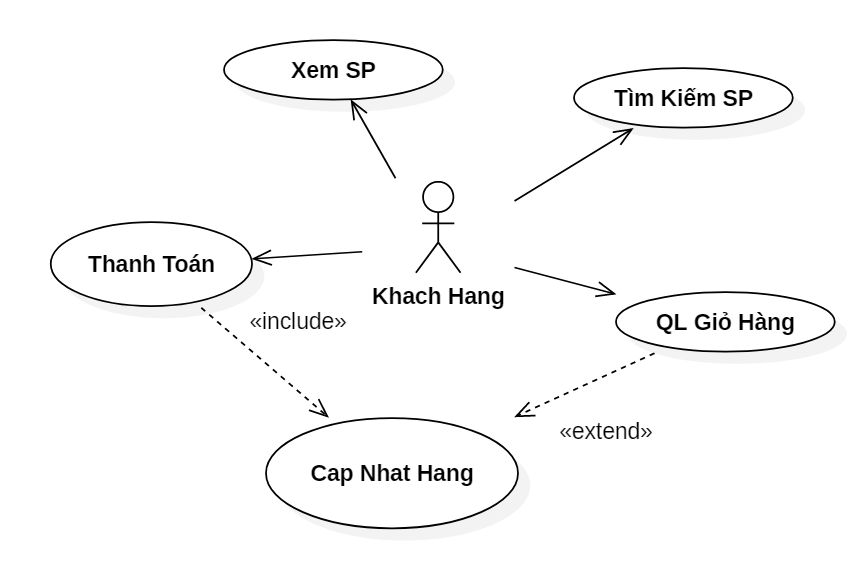 Xem SP
Tìm Kiếm SP
Thanh Toán
Khach Hang
«include»
QL Giỏ Hàng
«extend»
Cap Nhat Hang